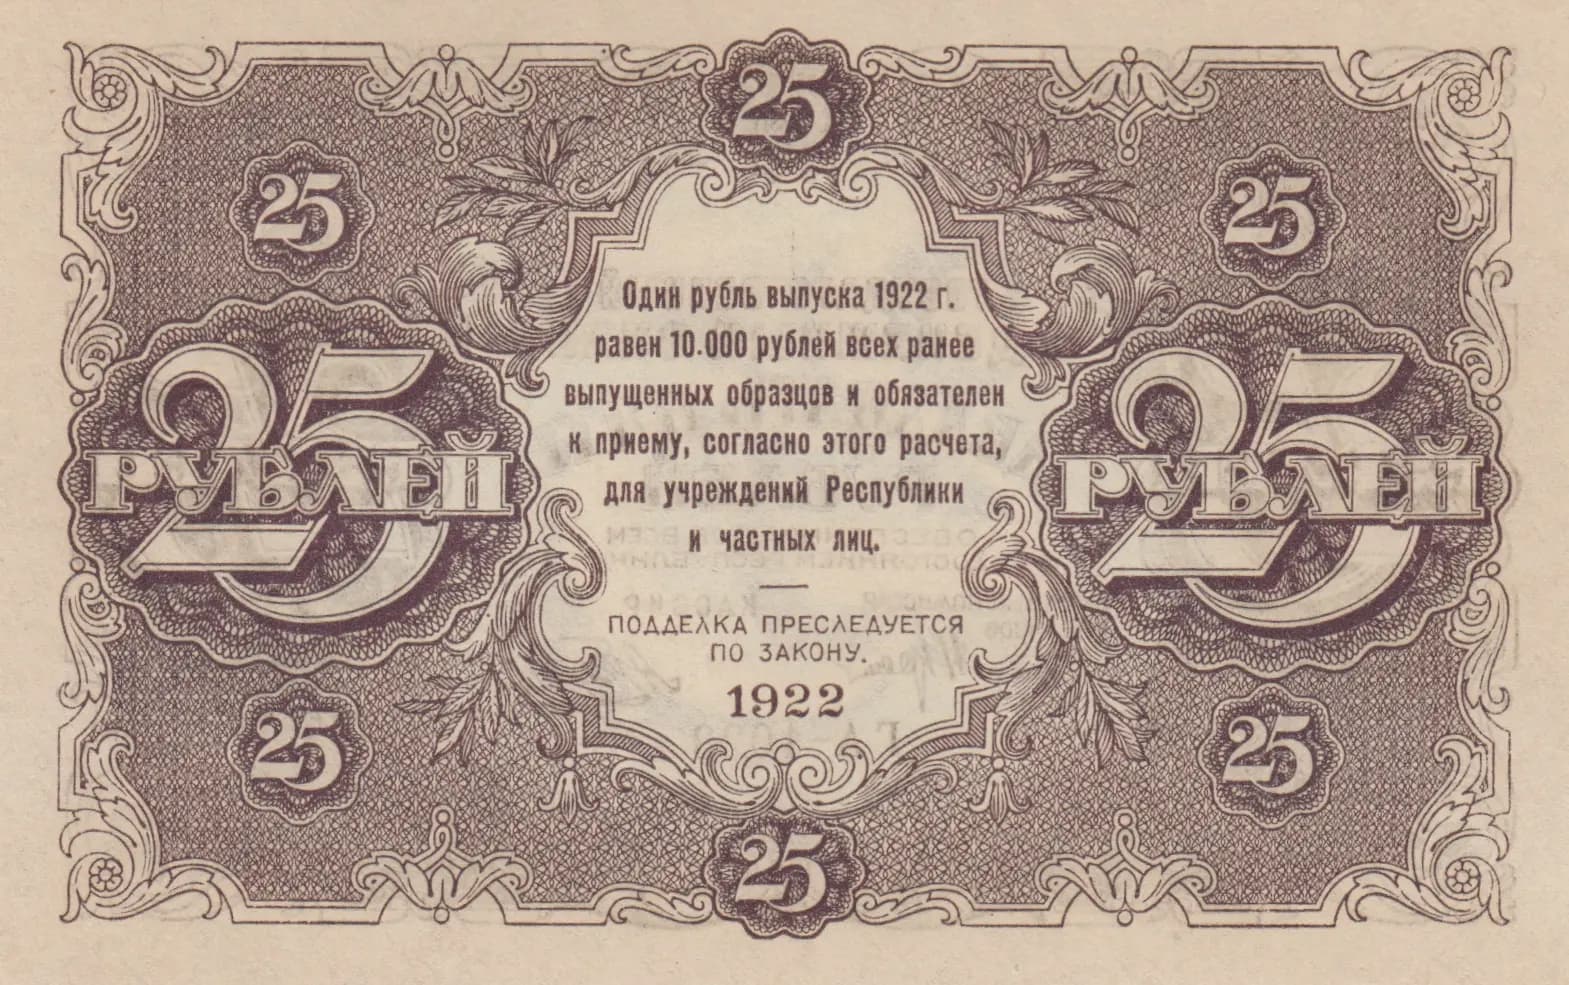 25
25
25
Один рубль выпуска 1922 г.
равен 10.000 рублей всех ранее
выпущенных образцов и обязателен
к приему, согласно этого расчета,
для учреждений Республики
и частных лиц.
25
РУБЛЕЙ
25
РУБЛЕЙ
ПОДДЕЛКА ПРЕСЛЕДУЕТСЯ
ПО ЗАКОНУ.
1922
25
25
25